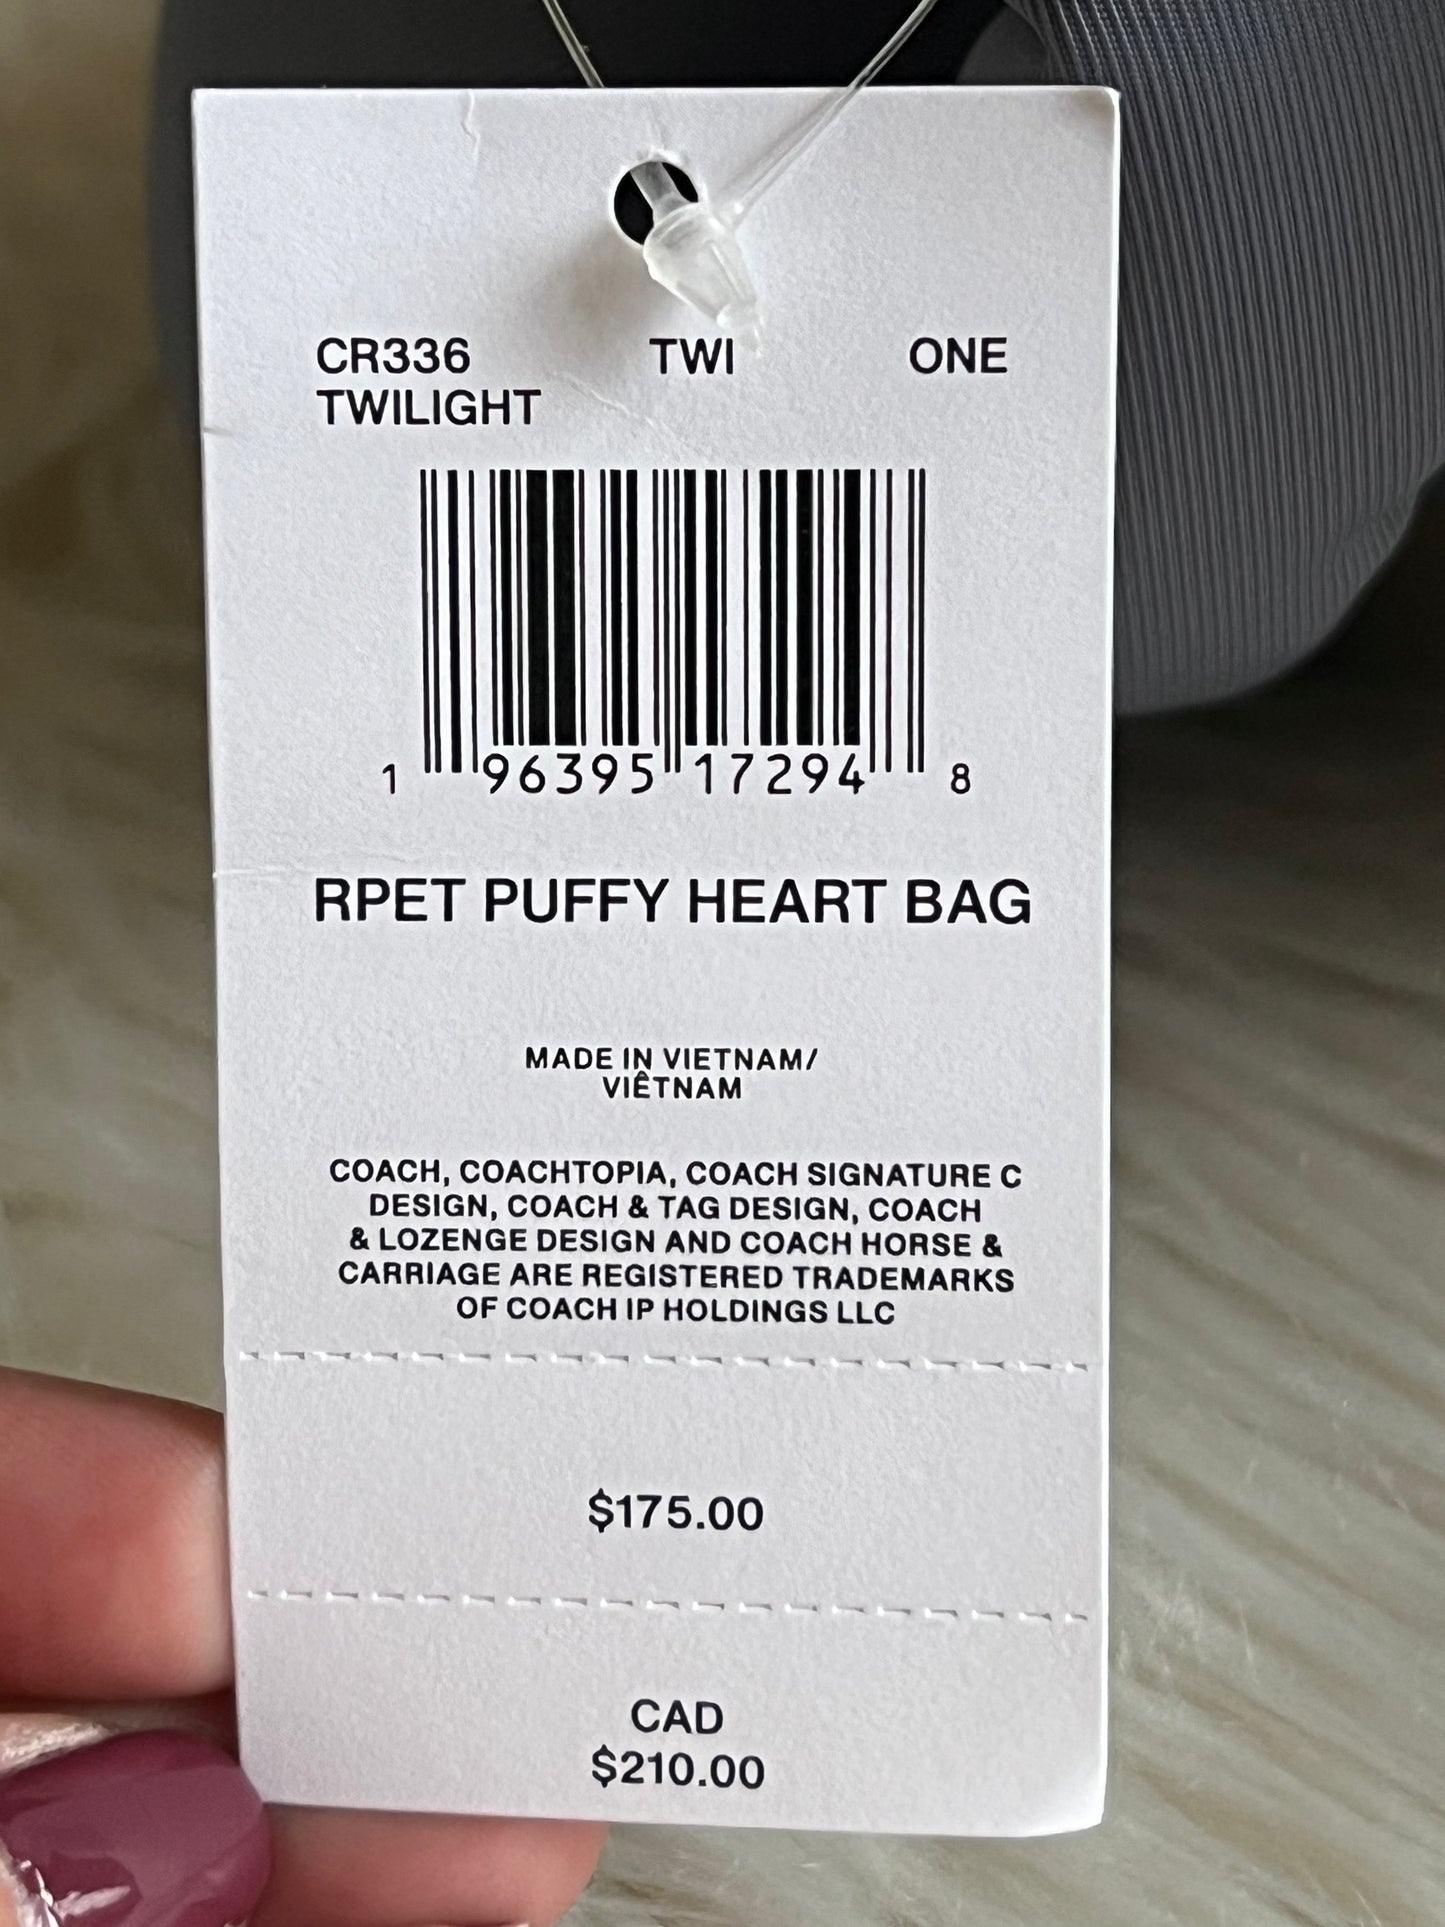 CR336 TWI ONE
TWILIGHT
1 96395 17294 8
RPET PUFFY HEART BAG
MADE IN VIETNAM/
VIÊTNAM
COACH, COACHTOPIA, COACH SIGNATURE C
DESIGN, COACH & TAG DESIGN, COACH
& LOZENGE DESIGN AND COACH HORSE &
CARRIAGE ARE REGISTERED TRADEMARKS
OF COACH IP HOLDINGS LLC
$175.00
CAD
$210.00